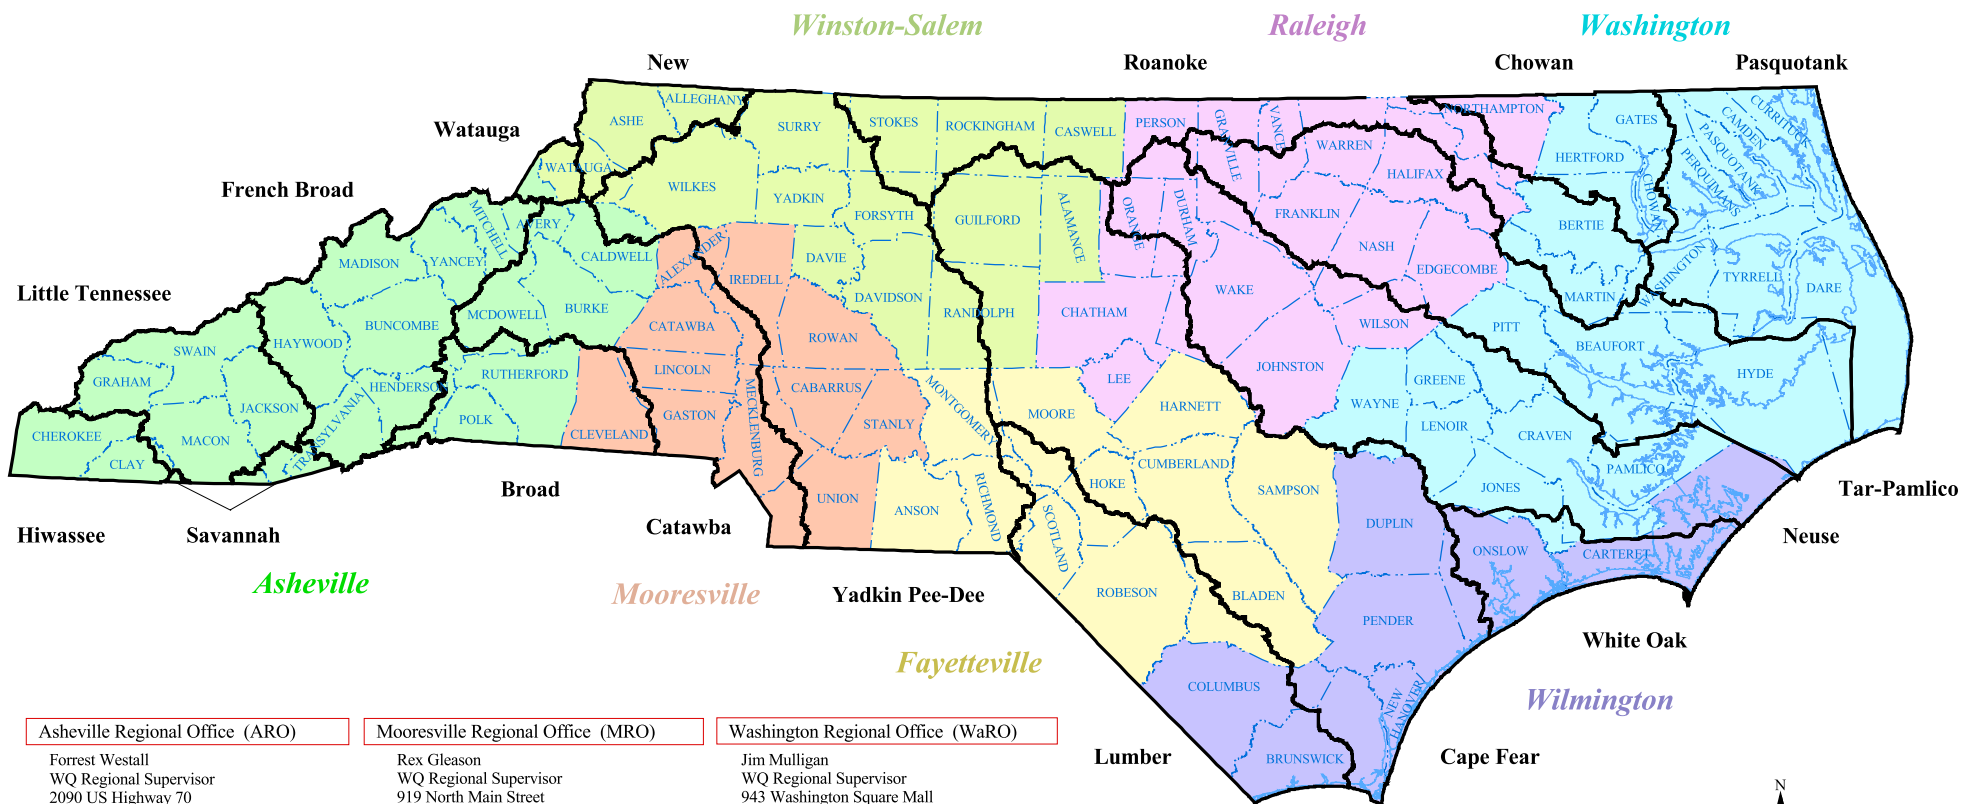 Winston-Salem
Raleigh
Washington
New
Roanoke
Chowan
Pasquotank
Watauga
French Broad
Little Tennessee
ALLEGHANY
ASHE
SURRY
STOKES
ROCKINGHAM
CASWELL
PERSON
GRANVILLE
VANCE
WARREN
NORTHAMPTON
GATES
CAMDEN
CURRITUCK
PASQUOTANK
PERQUIMANS
CHOWAN
HERTFORD
HALIFAX
WATAUGA
WILKES
YADKIN
FORSYTH
GUILFORD
ALAMANCE
ORANGE
DURHAM
FRANKLIN
NASH
EDGECOMBE
BERTIE
MARTIN
WASHINGTON
TYRRELL
DARE
MITCHELL
AVERY
YANCEY
MADISON
CALDWELL
ALEXANDER
IREDELL
DAVIE
DAVIDSON
RANDOLPH
CHATHAM
WAKE
WILSON
PITT
BEAUFORT
HYDE
BUNCOMBE
MCDOWELL
BURKE
CATAWBA
ROWAN
HAYWOOD
SWAIN
GRAHAM
JACKSON
HENDERSON
RUTHERFORD
LINCOLN
CABARRUS
MECKLENBURG
STANLY
MONTGOMERY
MOORE
LEE
HARNETT
JOHNSTON
WAYNE
GREENE
LENOIR
CRAVEN
PAMLICO
CHEROKEE
CLAY
MACON
TRANSYLVANIA
POLK
CLEVELAND
GASTON
UNION
ANSON
RICHMOND
SCOTLAND
HOKE
CUMBERLAND
SAMPSON
DUPLIN
JONES
ONSLOW
CARTERET
ROBESON
BLADEN
PENDER
COLUMBUS
BRUNSWICK
NEW
HANOVER
Hiwassee
Savannah
Broad
Catawba
Yadkin Pee-Dee
Tar-Pamlico
Neuse
White Oak
Cape Fear
Lumber
Asheville
Mooresville
Fayetteville
Wilmington
Asheville Regional Office (ARO)
Forrest Westall
WQ Regional Supervisor
2090 US Highway 70
Mooresville Regional Office (MRO)
Rex Gleason
WQ Regional Supervisor
919 North Main Street
Washington Regional Office (WaRO)
Jim Mulligan
WQ Regional Supervisor
943 Washington Square Mall
N